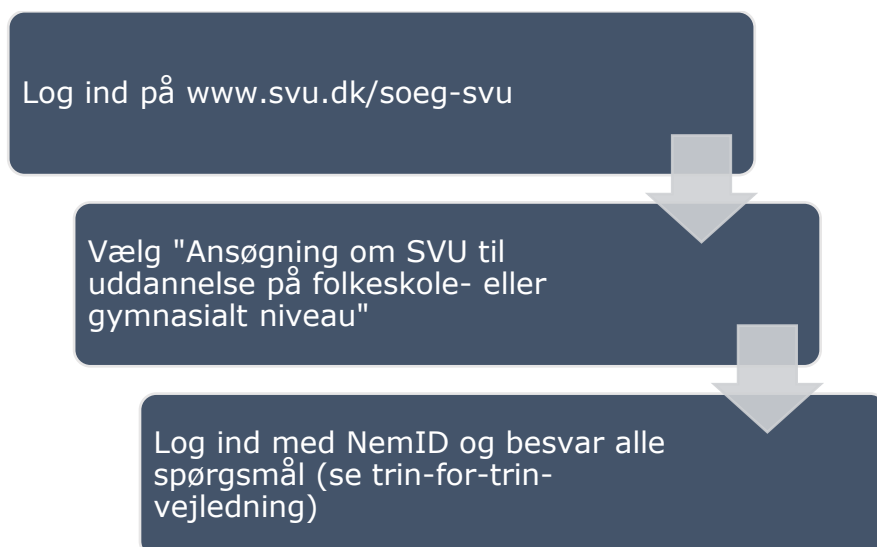 Log ind på www.svu.dk/soeg-svu
Vælg "Ansøgning om SVU til
uddannelse på folkeskole- eller
gymnasialt niveau"
Log ind med NemID og besvar alle
spørgsmål (se trin-for-trin-
vejledning)